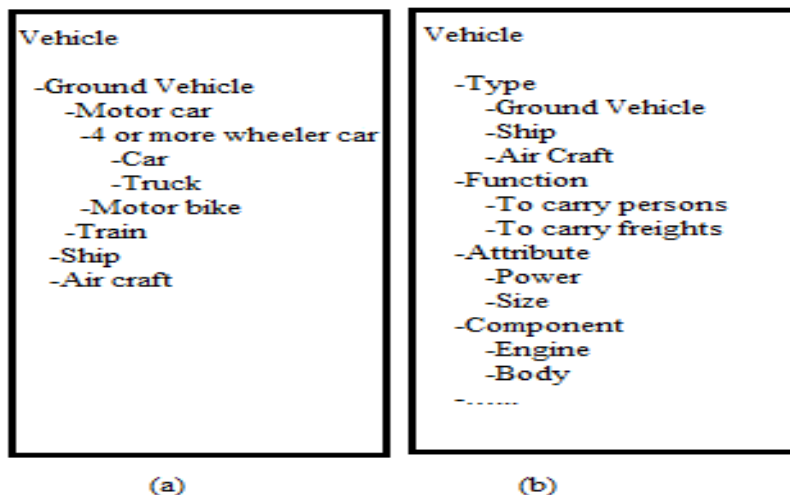 Vehicle
-Ground Vehicle
-Motor car
-4 or more wheeler car
-Car
-Truck
-Motor bike
-Train
-Ship
-Air craft
(a)
Vehicle
-Type
-Ground Vehicle
-Ship
-Air Craft
-Function
-To carry persons
-To carry freights
-Attribute
-Power
-Size
-Component
-Engine
-Body
-......
(b)